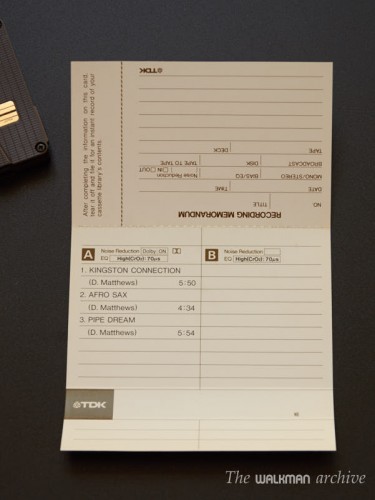 After completing the information on this card,
tear it off and file it for an instant record of your
cassette library's contents.
RECORDING MEMORANDUM
NO. TITLE
DATE TIME
MONO/STEREO BIAS/EQ Noise Reduction IN OUT
BROADCAST DISK TAPE TO TAPE
TAPE DECK
TDK
A Noise Reduction Dolby·ON
EQ High(CrO₂)·70μs
1. KINGSTON CONNECTION
(D. Matthews) 5:50
2. AFRO SAX
(D. Matthews) 4:34
3. PIPE DREAM
(D. Matthews) 5:54
B Noise Reduction
EQ High(CrO₂)·70μs
TDK
The WALKMAN archive